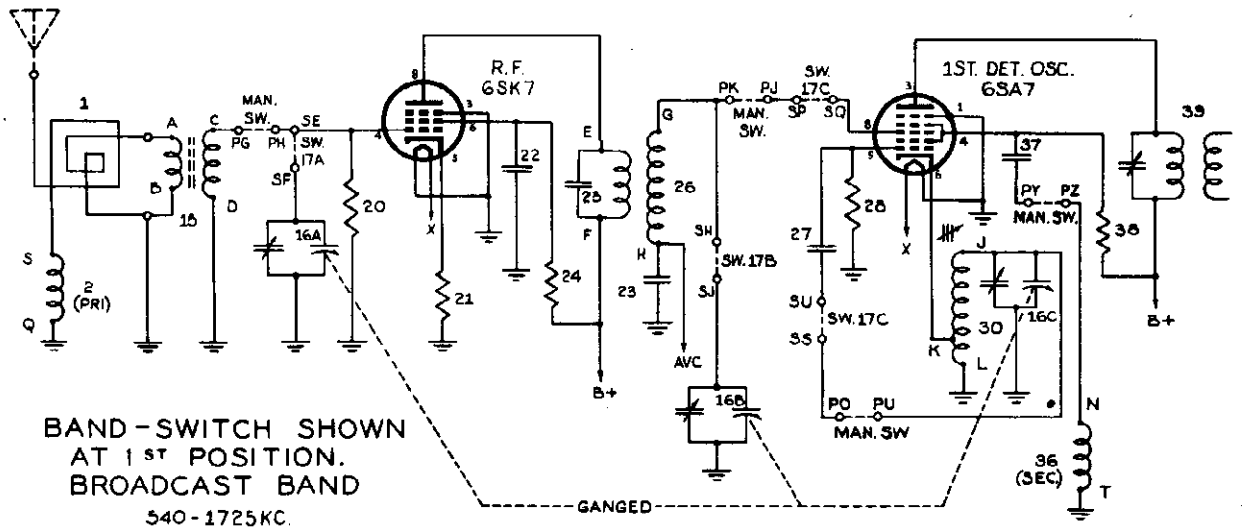 R.F.
6SK7
1ST. DET. OSC.
6SA7
1
A
B
15
C
D
MAN.
SW.
PG
PH
SE
SW.
17A
SF
16A
20
4
8
3
6
5
X
21
22
24
E
25
F
B+
G
26
H
23
AVC
SH
SW.17B
SJ
16B
PK
PJ
MAN.
SW.
SW.
17C
SP
SQ
8
5
3
1
4
6
X
27
28
SU
SW.17C
SS
PO
PU
MAN. SW
J
30
K
L
16C
37
PY
PZ
MAN. SW.
38
39
B+
N
36
(SEC)
T
S
2
(PRI)
Q
GANGED
BAND-SWITCH SHOWN
AT 1ST POSITION.
BROADCAST BAND
540-1725KC.